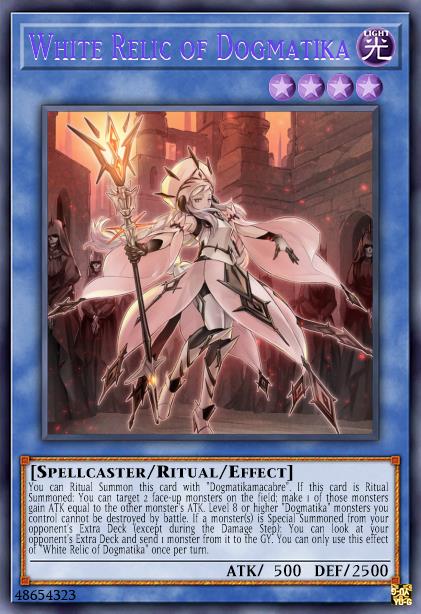 White Relic of Dogmatika
LIGHT
光
[Spellcaster/Ritual/Effect]
You can Ritual Summon this card with "Dogmatikamacabre". If this card is Ritual
Summoned: You can target 2 face-up monsters on the field; make 1 of those monsters
gain ATK equal to the other monster's ATK. Level 8 or higher "Dogmatika" monsters you
control cannot be destroyed by battle. If a monster(s) is Special Summoned from your
opponent's Extra Deck (except during the Damage Step): You can look at your
opponent's Extra Deck and send 1 monster from it to the GY. You can only use this effect
of "White Relic of Dogmatika" once per turn.
ATK/ 500 DEF/2500
48654323